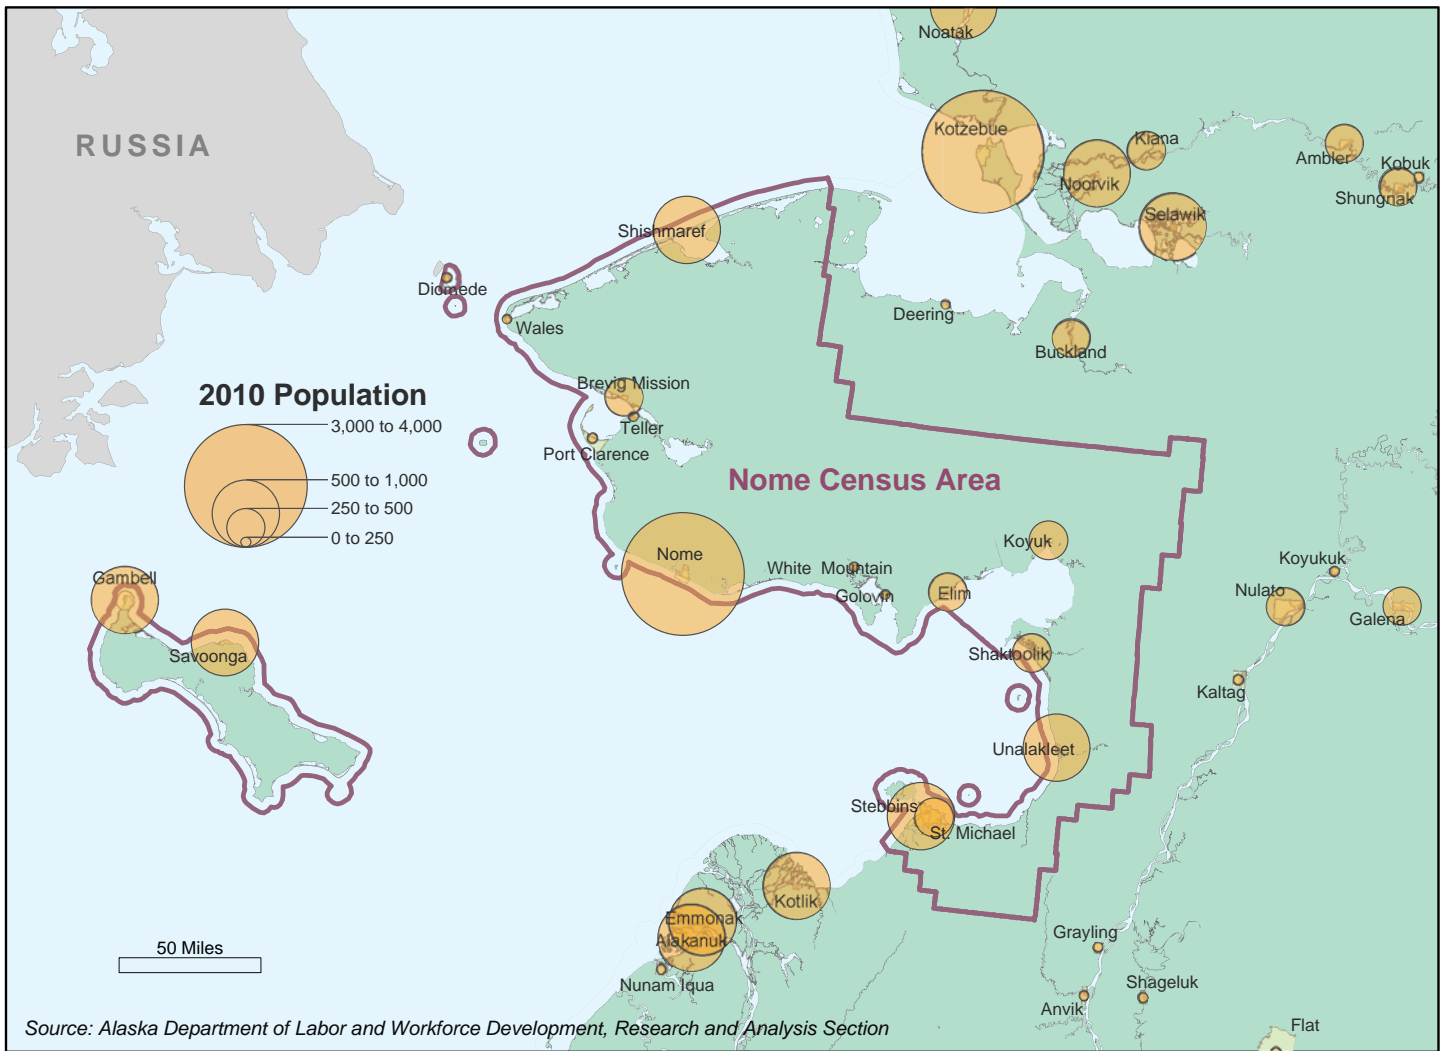 Noatak
Kotzebue
Kiana
RUSSIA
Ambler
Kobuk
Noorvik
Shungnak
Selawik
Shishmaref
Diomede
Deering
Wales
Buckland
Brevig Mission
2010 Population
3,000 to 4,000
Teller
Port Clarence
Nome Census Area
500 to 1,000
250 to 500
0 to 250
Koyuk
Nome
Koyukuk
White Mountain
Gambell
Nulato
Golovin
Elim
Galena
Savoonga
Shaktoolik
Kaltag
Unalakleet
Stebbins
St. Michael
Kotlik
Emmonak
Alakanuk
Grayling
50 Miles
Nunam Iqua
Shageluk
Anvik
Flat
Source: Alaska Department of Labor and Workforce Development, Research and Analysis Section